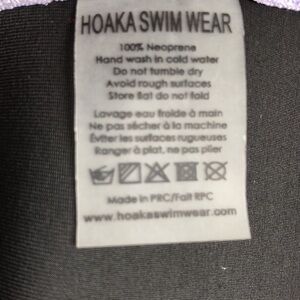 HOAKA SWIM WEAR
100% Neoprene
Hand wash in cold water
Do not tumble dry
Avoid rough surfaces
Store flat do not fold
Lavage eau froide à main
Ne pas sécher à la machine
Eviter les surfaces rugueuses
Ranger à plat, ne pas plier
Made in PRC/Fait RPC
www.hoakaswimwear.com